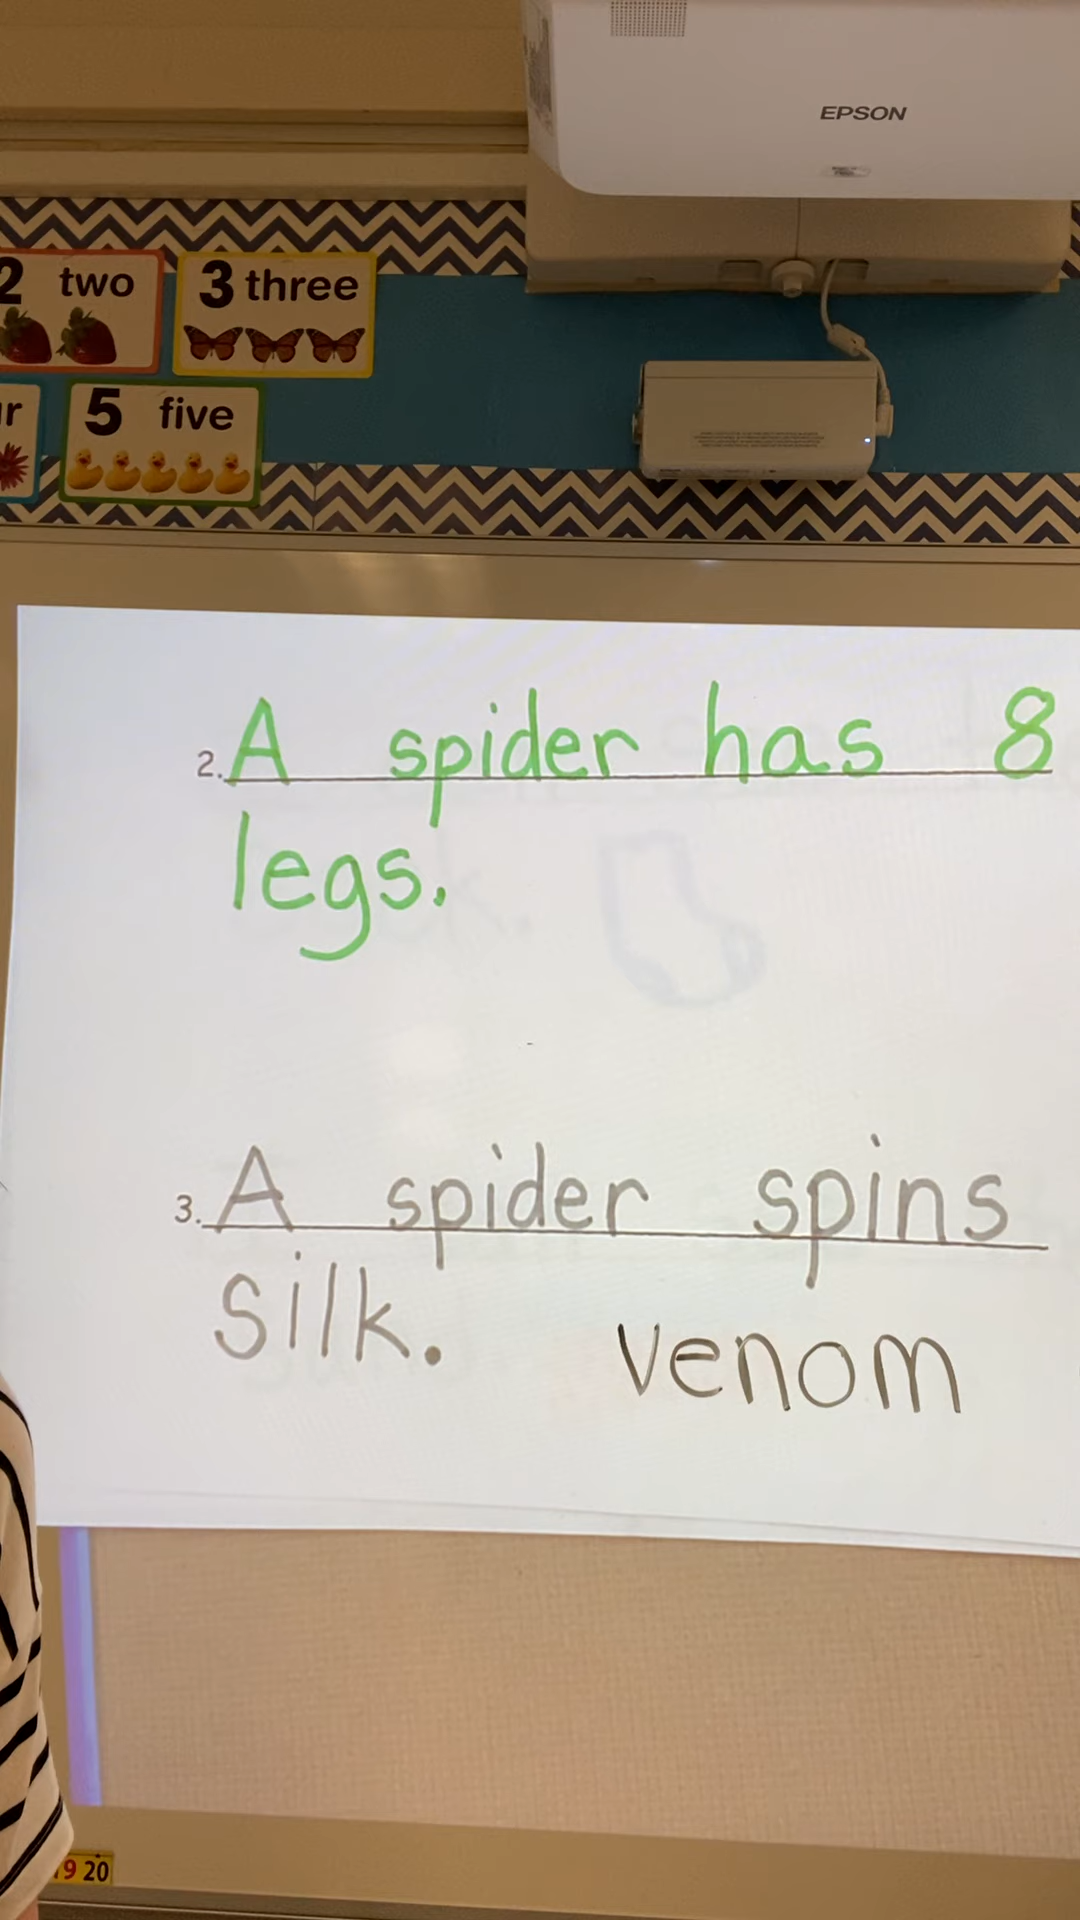 EPSON
2 two
3 three
5 five
2. A spider has 8
legs.
3. A spider spins
silk.
venom
9 20